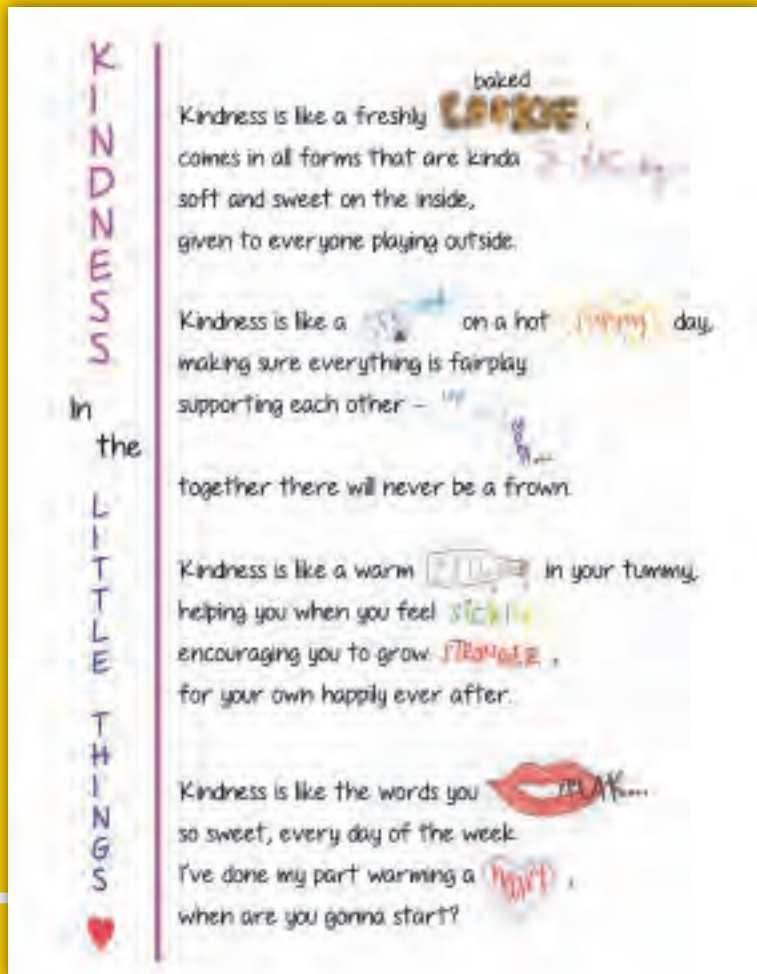 KINDNESS
In
the
LITTLE THINGS
baked
Kindness is like a freshly COOKIE,
comes in all forms that are kinda
soft and sweet on the inside,
given to everyone playing outside.
Kindness is like a on a hot sunny day,
making sure everything is fairplay
supporting each other - up
together there will never be a frown
Kindness is like a warm in your tummy,
helping you when you feel
encouraging you to grow STRONGER,
for your own happily ever after.
Kindness is like the words you SPEAK....
so sweet, every day of the week
I've done my part warming a heart,
when are you gonna start?